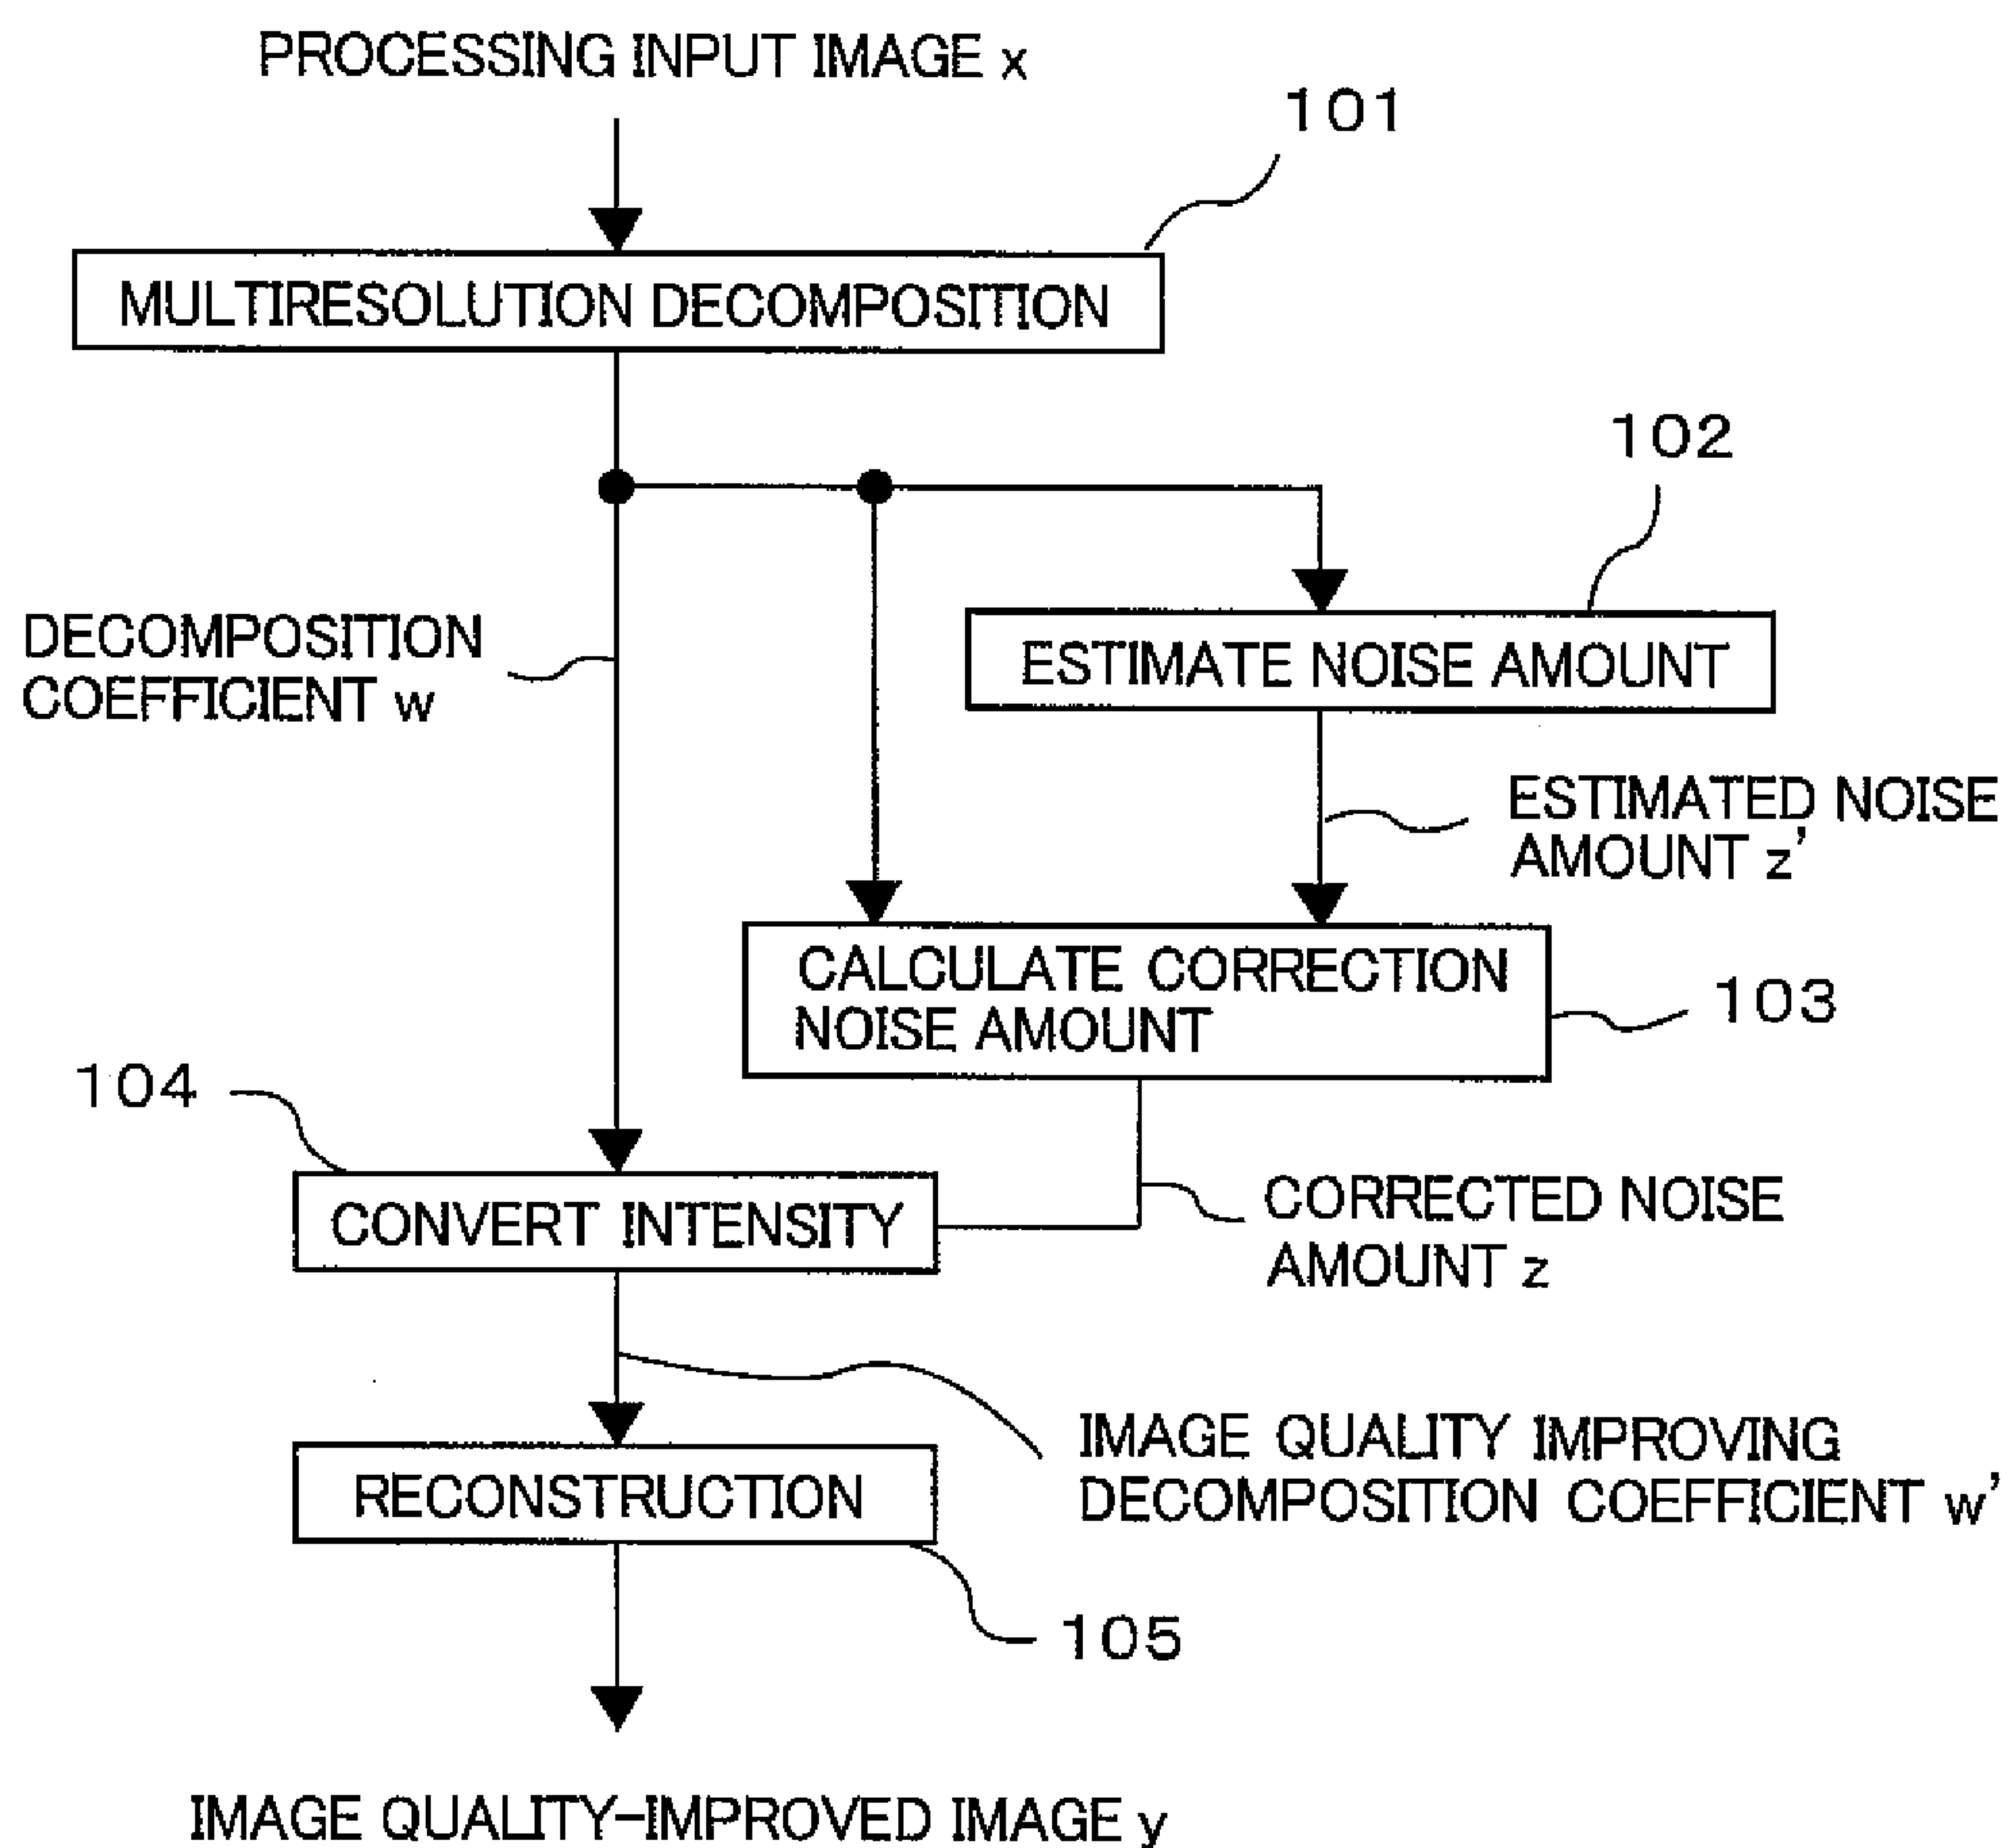 PROCESSING INPUT IMAGE x
101
MULTIRESOLUTION DECOMPOSITION
102
DECOMPOSITION
COEFFICIENT w
ESTIMATE NOISE AMOUNT
ESTIMATED NOISE
AMOUNT z'
CALCULATE CORRECTION
NOISE AMOUNT
103
104
CONVERT INTENSITY
CORRECTED NOISE
AMOUNT z
IMAGE QUALITY IMPROVING
DECOMPOSITION COEFFICIENT w'
RECONSTRUCTION
105
IMAGE QUALITY-IMPROVED IMAGE y